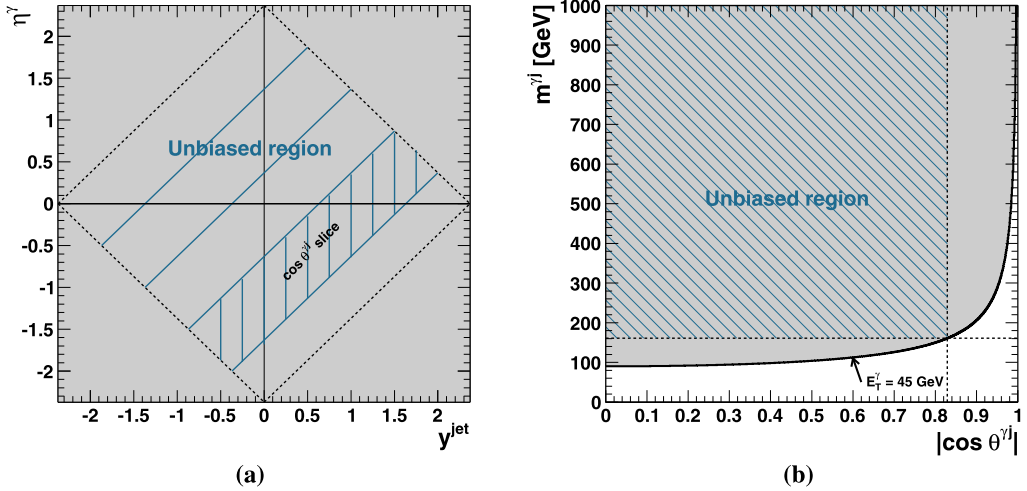 η^γ
2
1.5
1
0.5
0
-0.5
-1
-1.5
-2
Unbiased region
cos θ^γj slice
-2 -1.5 -1 -0.5 0 0.5 1 1.5 2
y^jet
(a)
m^γj [GeV]
1000
900
800
700
600
500
400
300
200
100
0
Unbiased region
E_T^γ = 45 GeV
0 0.1 0.2 0.3 0.4 0.5 0.6 0.7 0.8 0.9 1
|cos θ^γj|
(b)